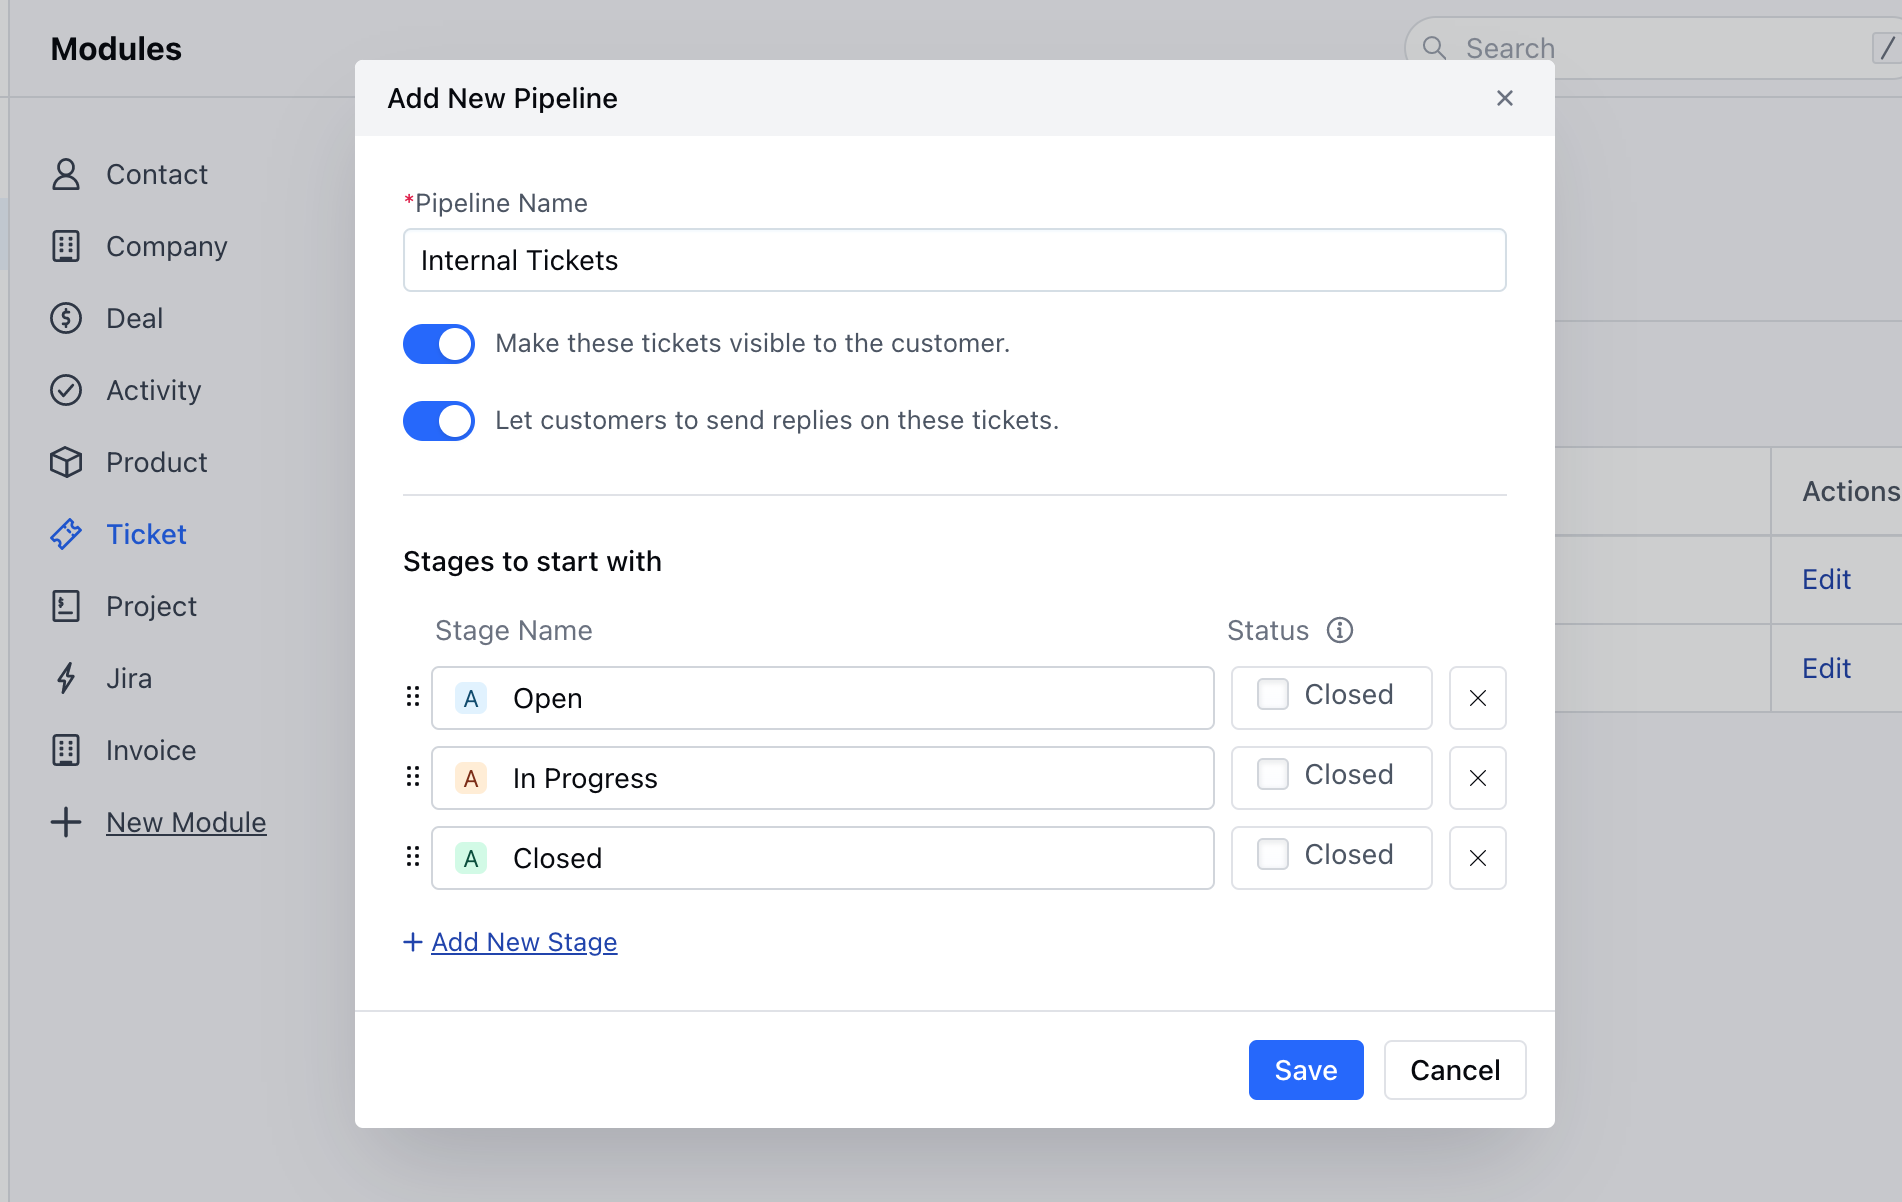 Modules
Search
/
Contact
Company
Deal
Activity
Product
Ticket
Project
Jira
Invoice
New Module
Add New Pipeline
*Pipeline Name
Internal Tickets
Make these tickets visible to the customer.
Let customers to send replies on these tickets.
Stages to start with
Stage Name Status
A Open Closed
A In Progress Closed
A Closed Closed
+ Add New Stage
Save Cancel
Actions
Edit
Edit